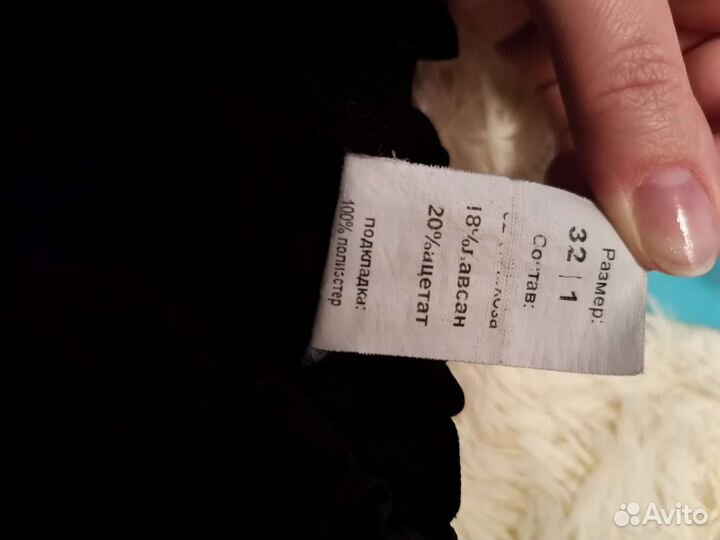 Размер:
32 | 1
Состав:
18% лавсан
20% ацетат
подкладка:
100% полиэстер
Avito